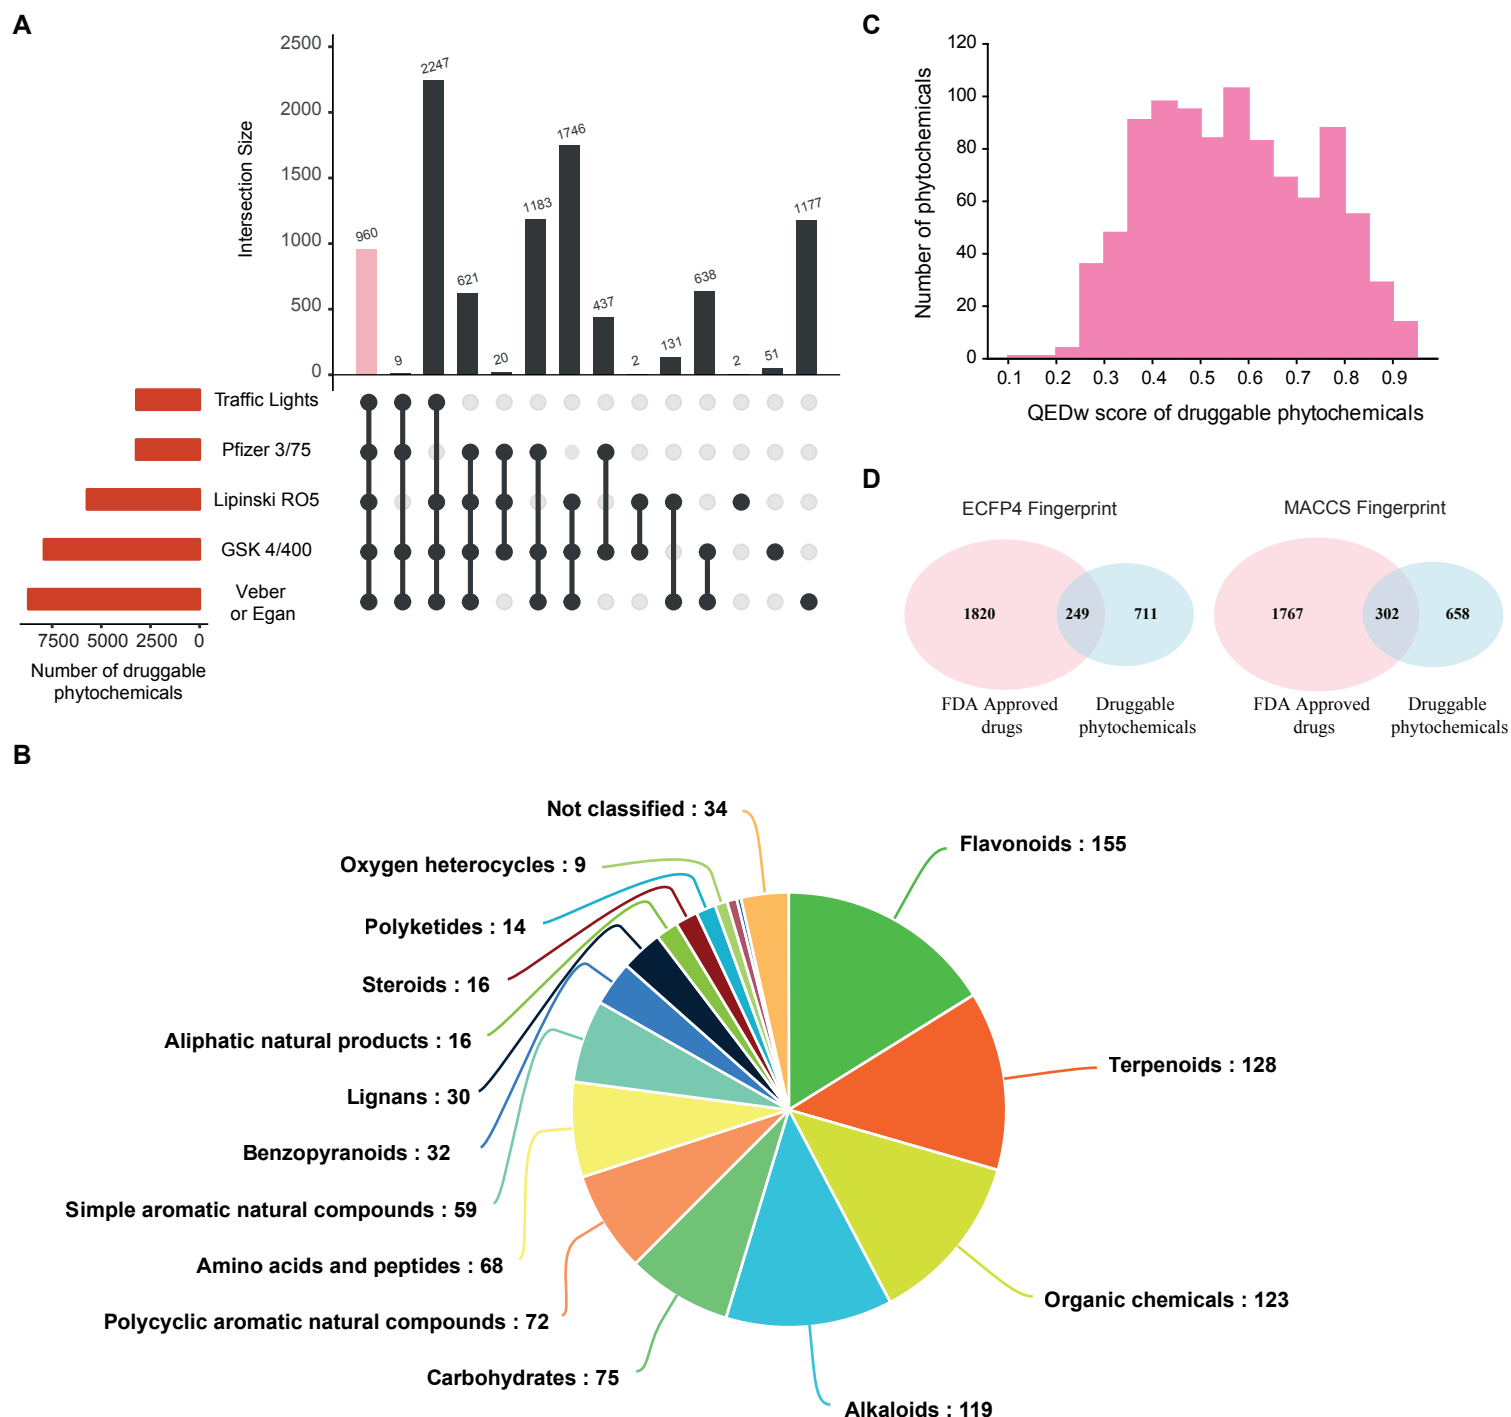 A
2500
2000
1500
1000
500
0
Intersection Size
960
9
2247
621
20
1183
1746
437
2
131
638
2
51
1177
Traffic Lights
Pfizer 3/75
Lipinski RO5
GSK 4/400
Veber
or Egan
7500 5000 2500 0
Number of druggable
phytochemicals
C
120
100
80
60
40
20
0
Number of phytochemicals
0.1 0.2 0.3 0.4 0.5 0.6 0.7 0.8 0.9
QEDw score of druggable phytochemicals
D
ECFP4 Fingerprint
1820 249 711
FDA Approved
drugs
Druggable
phytochemicals
MACCS Fingerprint
1767 302 658
FDA Approved
drugs
Druggable
phytochemicals
B
Not classified : 34
Oxygen heterocycles : 9
Polyketides : 14
Steroids : 16
Aliphatic natural products : 16
Lignans : 30
Benzopyranoids : 32
Simple aromatic natural compounds : 59
Amino acids and peptides : 68
Polycyclic aromatic natural compounds : 72
Carbohydrates : 75
Flavonoids : 155
Terpenoids : 128
Organic chemicals : 123
Alkaloids : 119